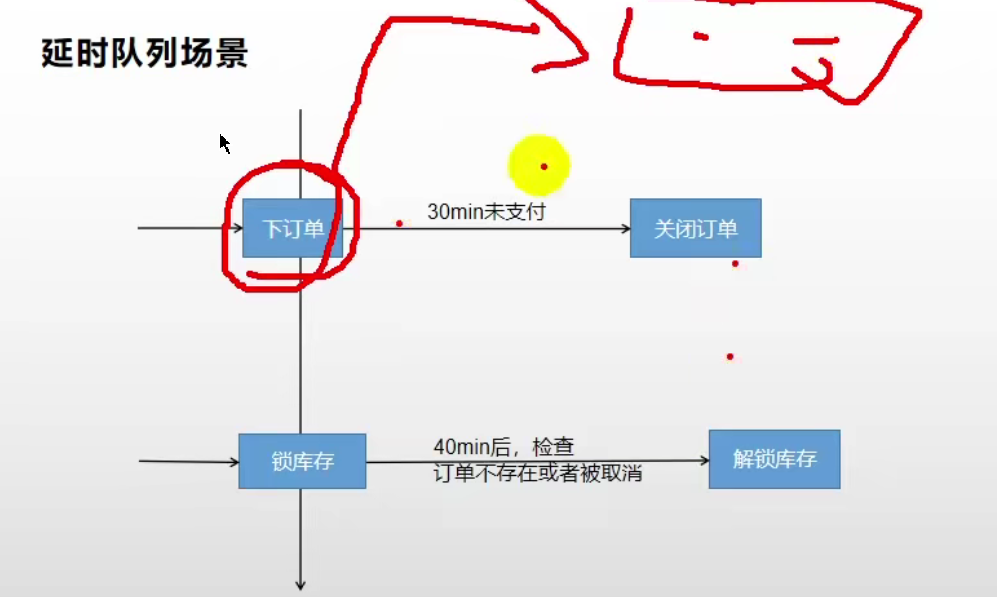 延时队列场景
下订单
30min未支付
关闭订单
锁库存
40min后，检查
订单不存在或者被取消
解锁库存